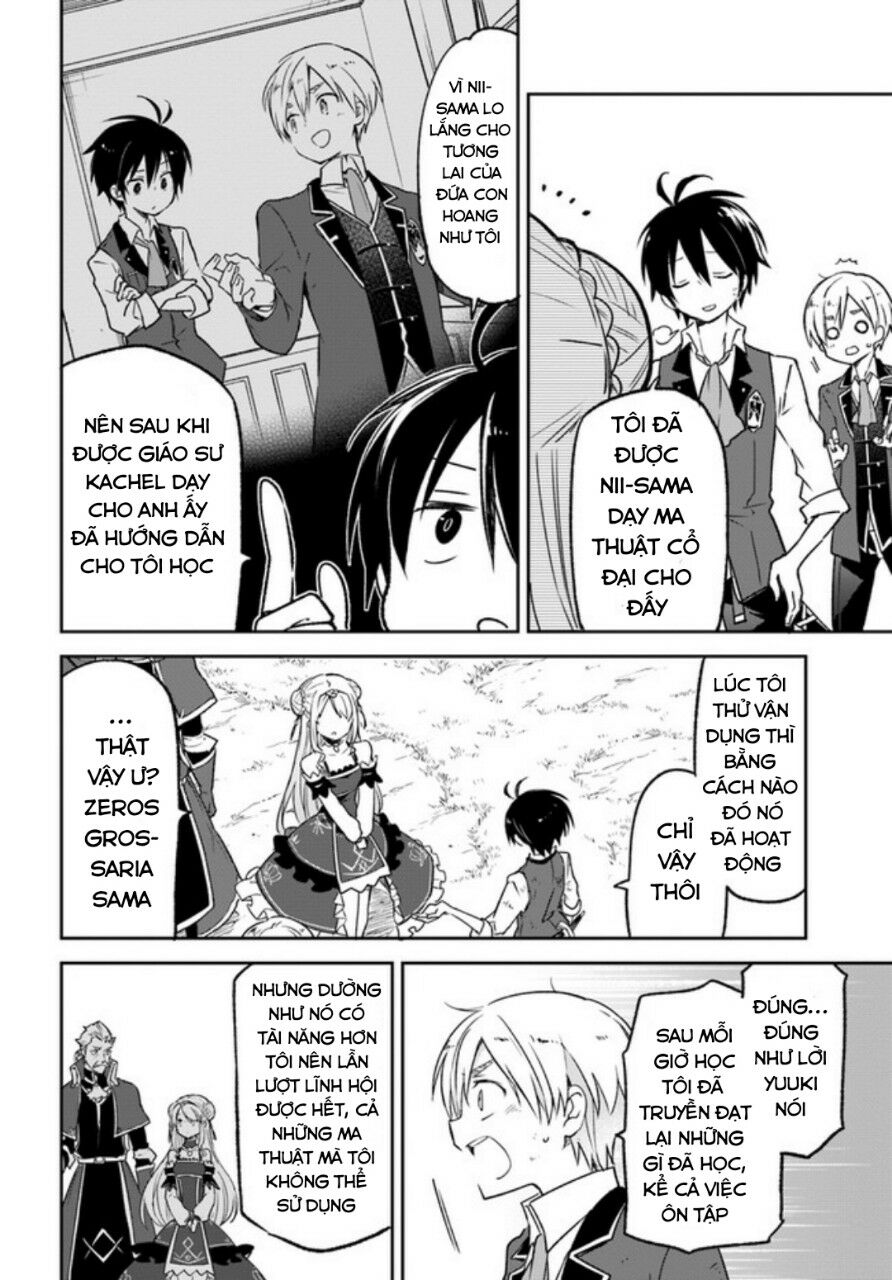 TÔI ĐÃ
ĐƯỢC
NII-SAMA
DẠY MA
THUẬT CỔ
ĐẠI CHO
ĐẤY
VÌ NII-
SAMA LO
LẮNG CHO
TƯƠNG
LAI CỦA
ĐỨA CON
HOANG
NHƯ TÔI
NÊN SAU KHI
ĐƯỢC GIÁO SƯ
KACHEL DẠY
CHO ANH ẤY
ĐÃ HƯỚNG DẪN
CHO TÔI HỌC
LÚC TÔI
THỬ VẬN
DỤNG THÌ
BẰNG
CÁCH NÀO
ĐÓ NÓ
ĐÃ HOẠT
ĐỘNG
CHỈ
VẬY
THÔI
...
THẬT
VẬY Ư?
ZEROS
GROS-
SARIA
SAMA
ĐÚNG...
ĐÚNG
NHƯ LỜI
YUUKI
NÓI
SAU MỖI
GIỜ HỌC
TÔI ĐÃ
TRUYỀN ĐẠT
LẠI NHỮNG
GÌ ĐÃ HỌC,
KỂ CẢ VIỆC
ÔN TẬP
NHƯNG DƯỜNG
NHƯ NÓ CÓ
TÀI NĂNG HƠN
TÔI NÊN LẦN
LƯỢT LĨNH HỘI
ĐƯỢC HẾT, CẢ
NHỮNG MA
THUẬT MÀ TÔI
KHÔNG THỂ
SỬ DỤNG